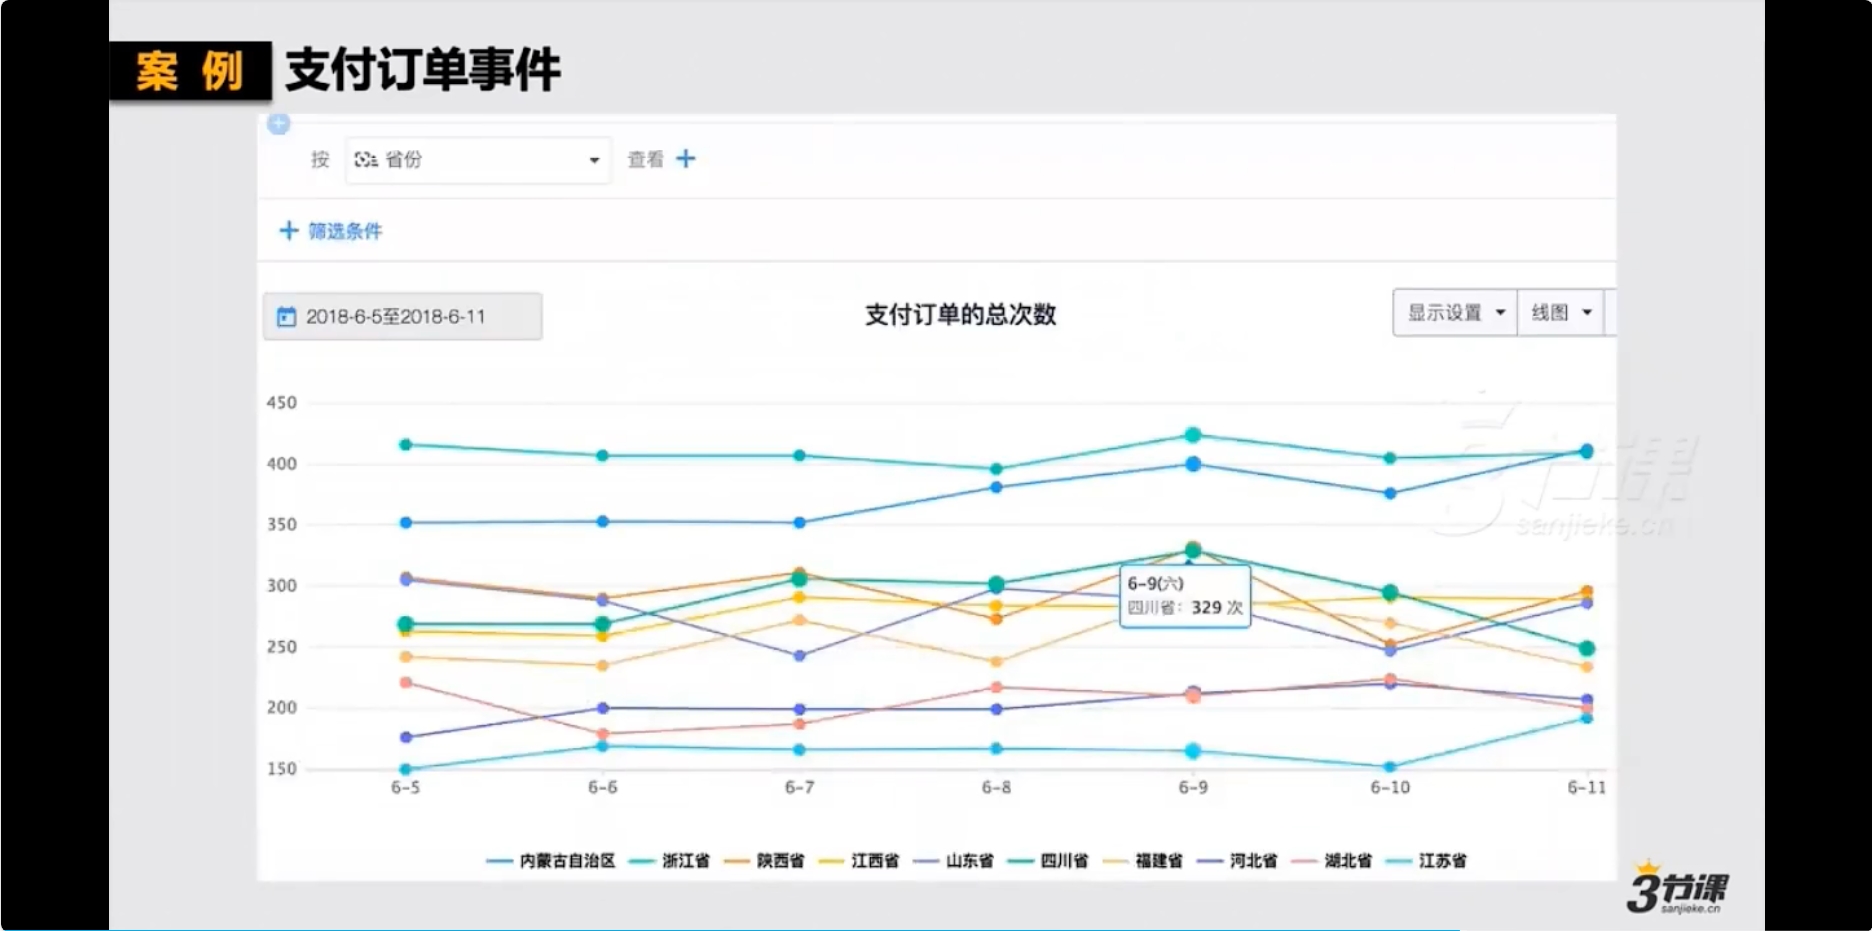 案 例 支付订单事件
按 省份 查看 +
+ 筛选条件
2018-6-5至2018-6-11 支付订单的总次数 显示设置 线图
450
400
350
300
250
200
150
6-9(六)
四川省: 329 次
6-5 6-6 6-7 6-8 6-9 6-10 6-11
内蒙古自治区 浙江省 陕西省 江西省 山东省 四川省 福建省 河北省 湖北省 江苏省
3节课
sanjieke.cn
3节课
sanjieke.cn